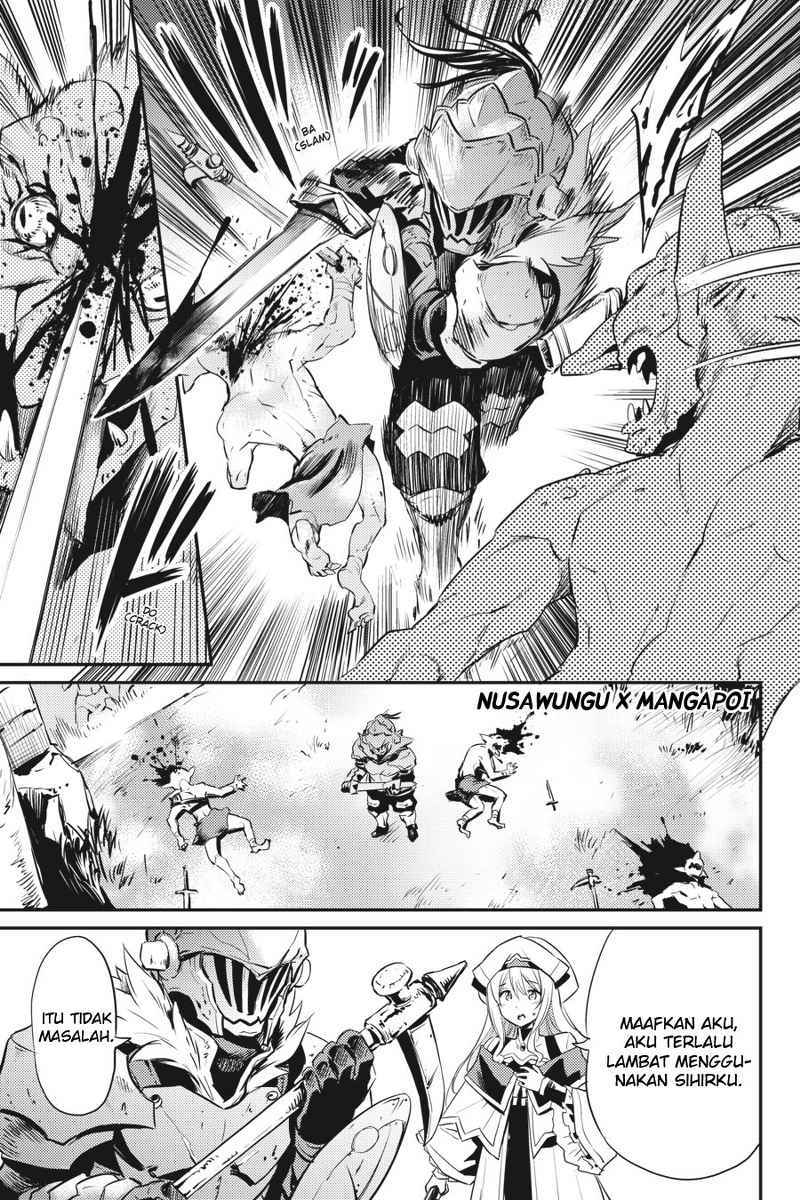 BA
(SLAM)
DO
(CRACK)
NUSAWUNGU X MANGAPOI
MAAFKAN AKU,
AKU TERLALU
LAMBAT MENGGU-
NAKAN SIHIRKU.
ITU TIDAK
MASALAH.